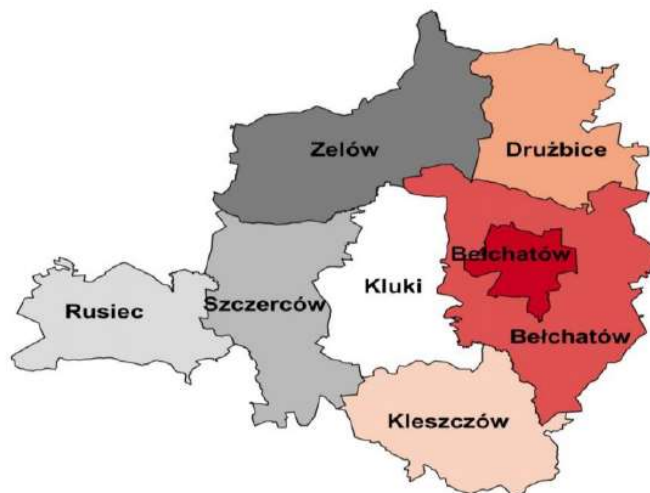 Zelów
Drużbice
Bełchatów
Kluki
Szczerców
Rusiec
Bełchatów
Kleszczów